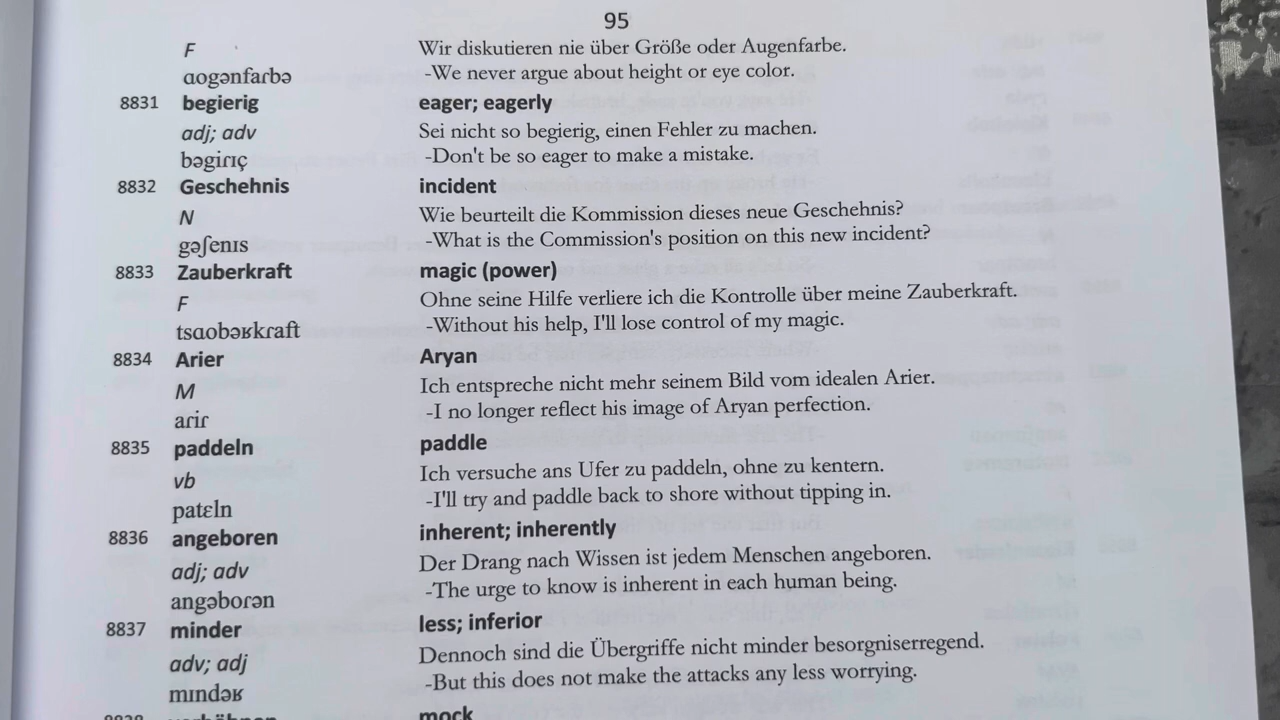 95
F Wir diskutieren nie über Größe oder Augenfarbe.
ɑogənfaɾbə -We never argue about height or eye color.
8831 begierig eager; eagerly
adj; adv Sei nicht so begierig, einen Fehler zu machen.
bəgiɾɪç -Don't be so eager to make a mistake.
8832 Geschehnis incident
N Wie beurteilt die Kommission dieses neue Geschehnis?
gəʃenɪs -What is the Commission's position on this new incident?
8833 Zauberkraft magic (power)
F Ohne seine Hilfe verliere ich die Kontrolle über meine Zauberkraft.
tsɑobəʁkɾaft -Without his help, I'll lose control of my magic.
8834 Arier Aryan
M Ich entspreche nicht mehr seinem Bild vom idealen Arier.
aɾiɾ -I no longer reflect his image of Aryan perfection.
8835 paddeln paddle
vb Ich versuche ans Ufer zu paddeln, ohne zu kentern.
patɛln -I'll try and paddle back to shore without tipping in.
8836 angeboren inherent; inherently
adj; adv Der Drang nach Wissen ist jedem Menschen angeboren.
angəboɾən -The urge to know is inherent in each human being.
8837 minder less; inferior
adv; adj Dennoch sind die Übergriffe nicht minder besorgniserregend.
mɪndəʁ -But this does not make the attacks any less worrying.
8838 verhöhnen mock